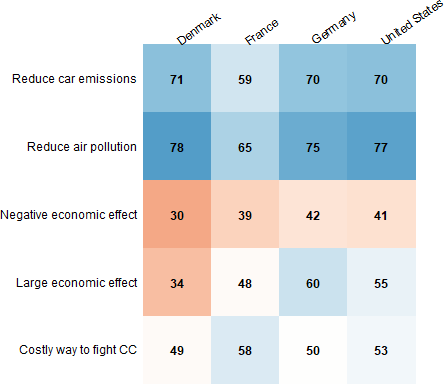 Denmark France Germany United States
Reduce car emissions 71 59 70 70
Reduce air pollution 78 65 75 77
Negative economic effect 30 39 42 41
Large economic effect 34 48 60 55
Costly way to fight CC 49 58 50 53